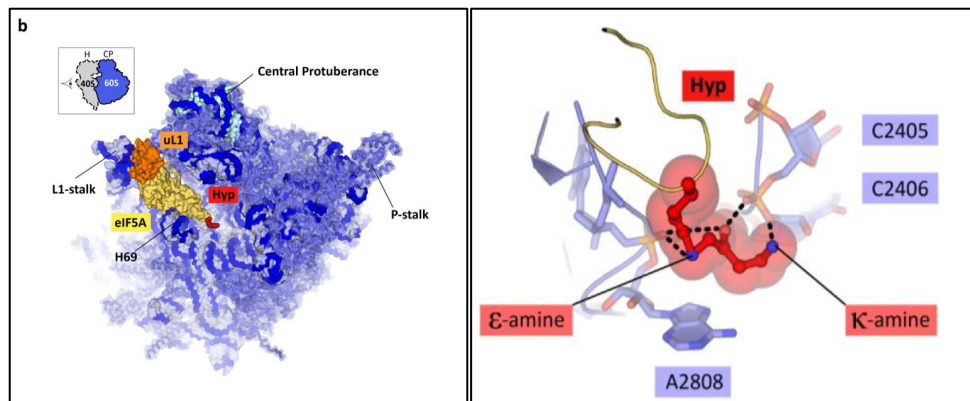 b
H CP
40S 60S
Central Protuberance
uL1
L1-stalk
Hyp
P-stalk
eIF5A
H69
Hyp
C2405
C2406
ε-amine
κ-amine
A2808